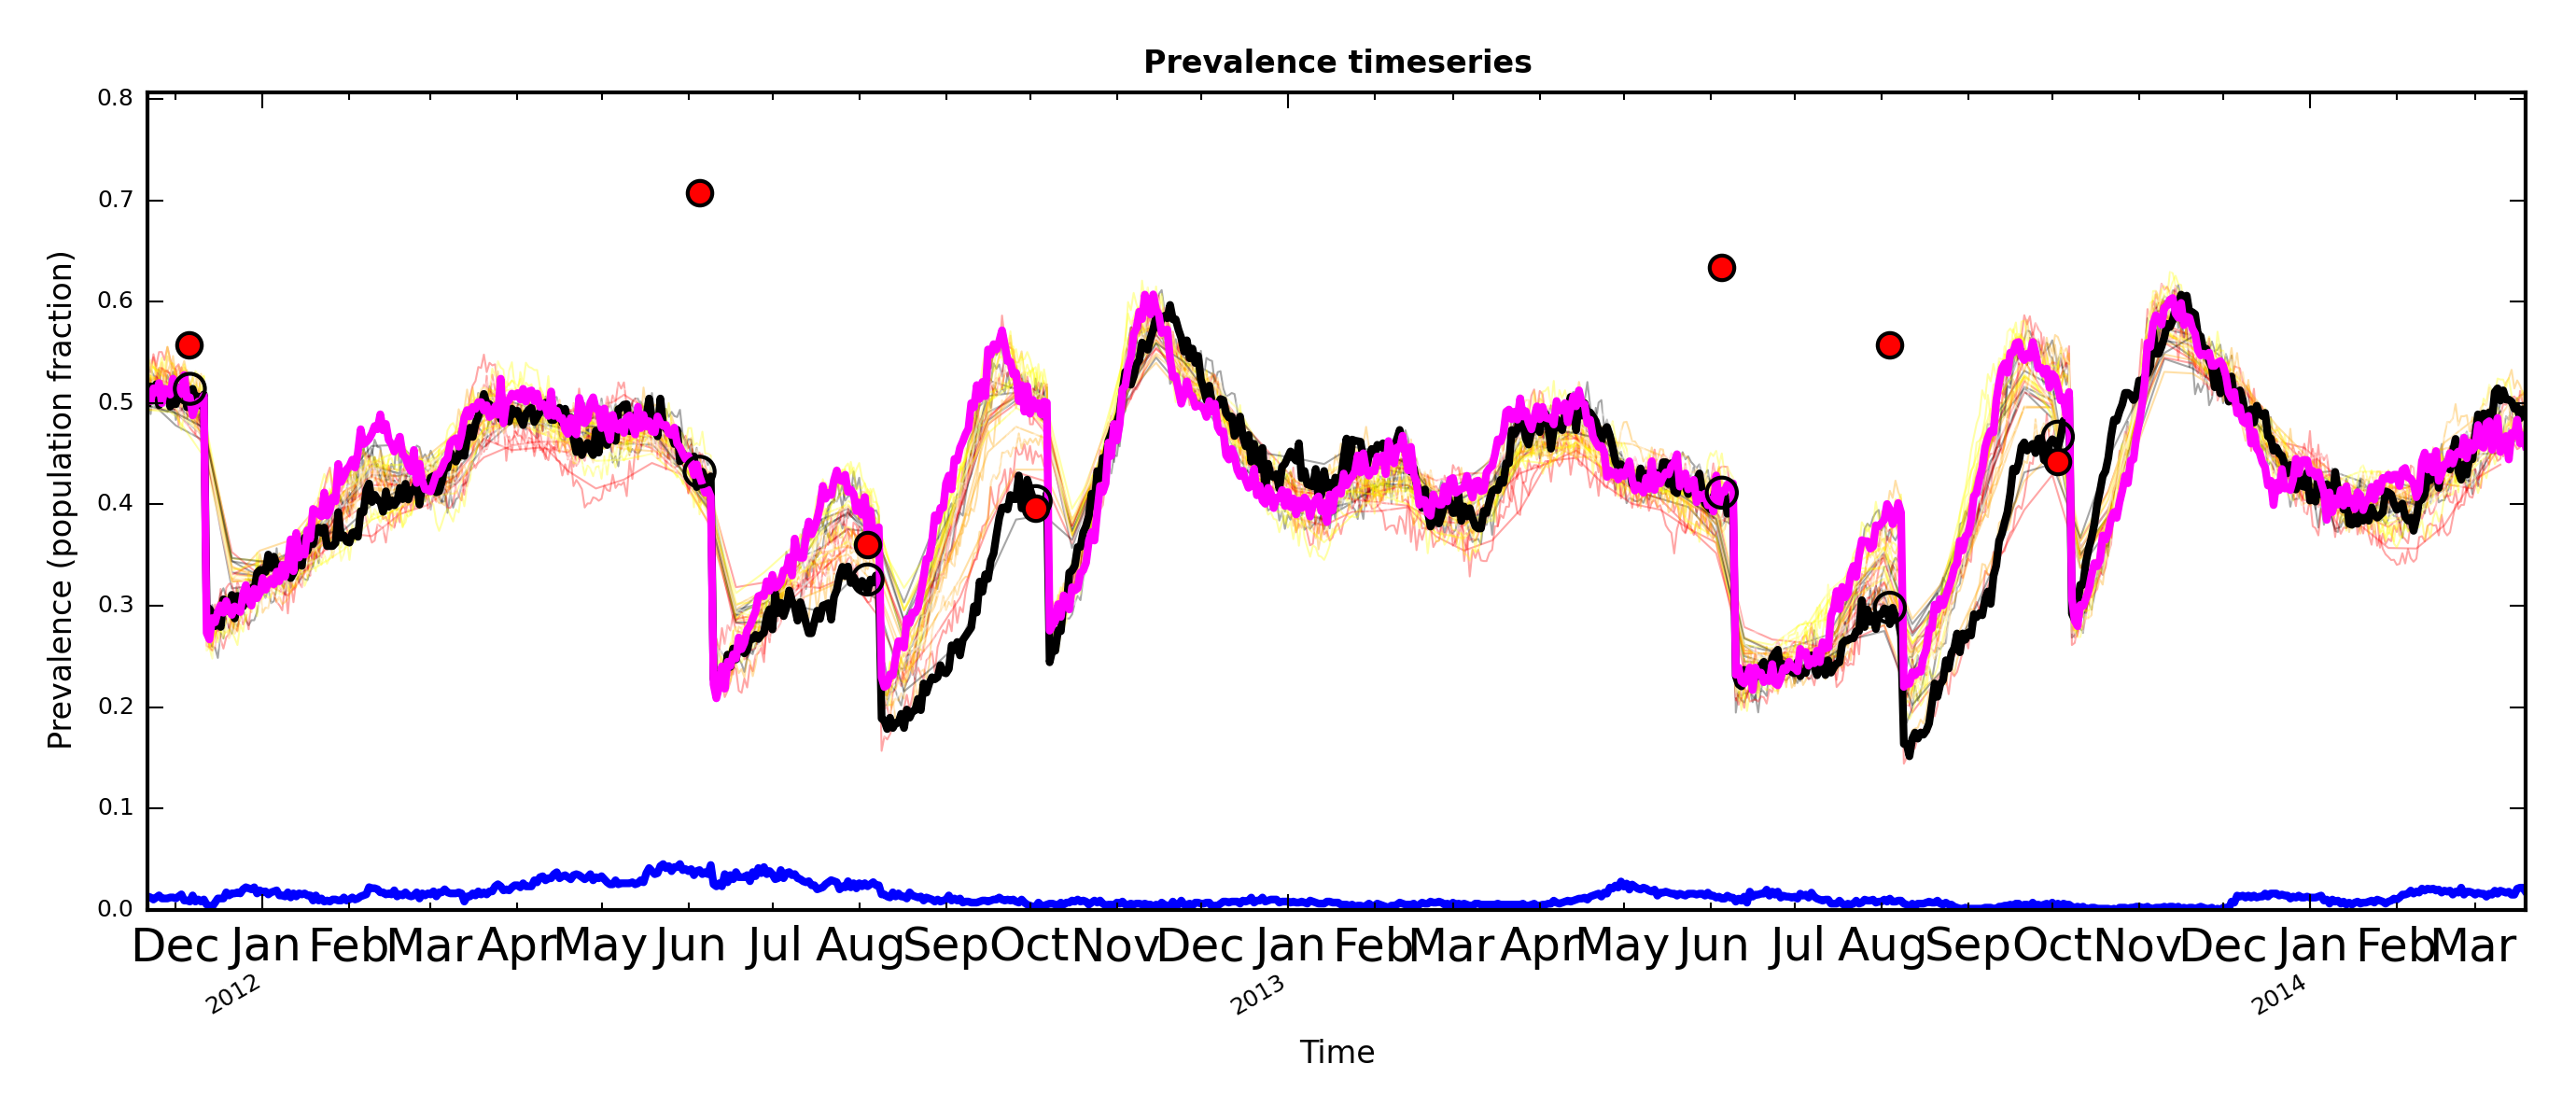 Prevalence timeseries
Prevalence (population fraction)
0.8
0.7
0.6
0.5
0.4
0.3
0.2
0.1
0.0
Dec Jan Feb Mar Apr May Jun Jul Aug Sep Oct Nov Dec Jan Feb Mar Apr May Jun Jul Aug Sep Oct Nov Dec Jan Feb Mar
2012 2013 2014
Time